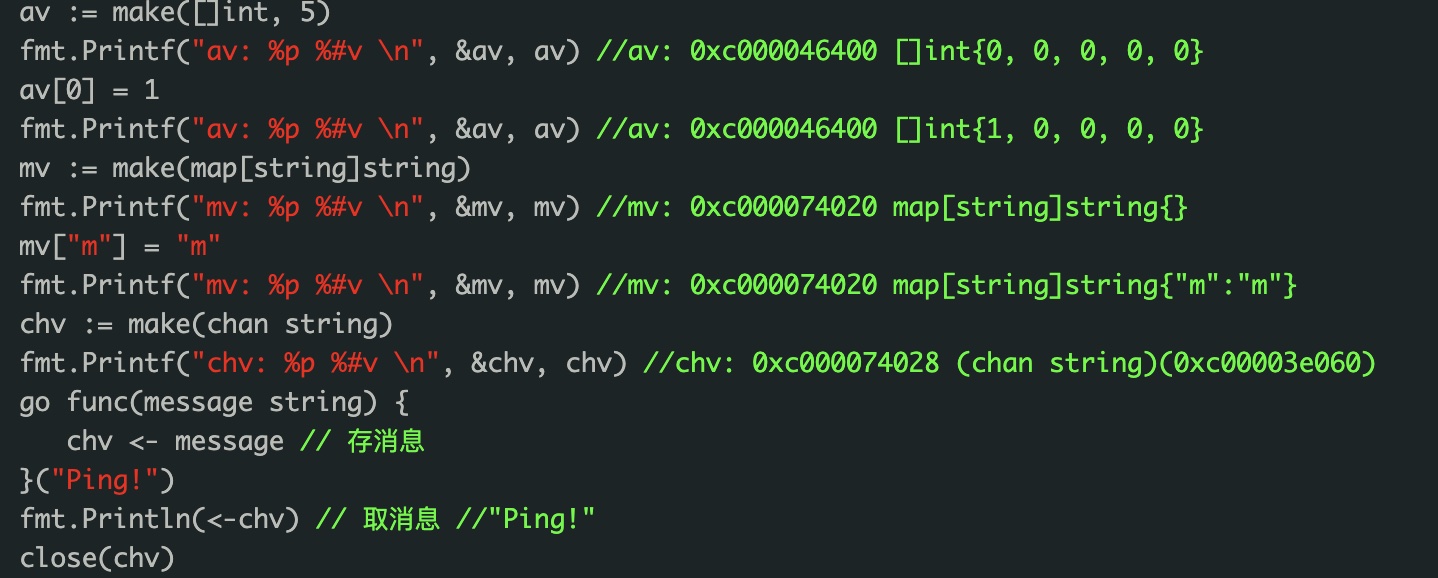 av := make([]int, 5)
fmt.Printf("av: %p %#v \n", &av, av) //av: 0xc000046400 []int{0, 0, 0, 0, 0}
av[0] = 1
fmt.Printf("av: %p %#v \n", &av, av) //av: 0xc000046400 []int{1, 0, 0, 0, 0}
mv := make(map[string]string)
fmt.Printf("mv: %p %#v \n", &mv, mv) //mv: 0xc000074020 map[string]string{}
mv["m"] = "m"
fmt.Printf("mv: %p %#v \n", &mv, mv) //mv: 0xc000074020 map[string]string{"m":"m"}
chv := make(chan string)
fmt.Printf("chv: %p %#v \n", &chv, chv) //chv: 0xc000074028 (chan string)(0xc00003e060)
go func(message string) {
   chv <- message // 存消息
}("Ping!")
fmt.Println(<-chv) // 取消息 //"Ping!"
close(chv)